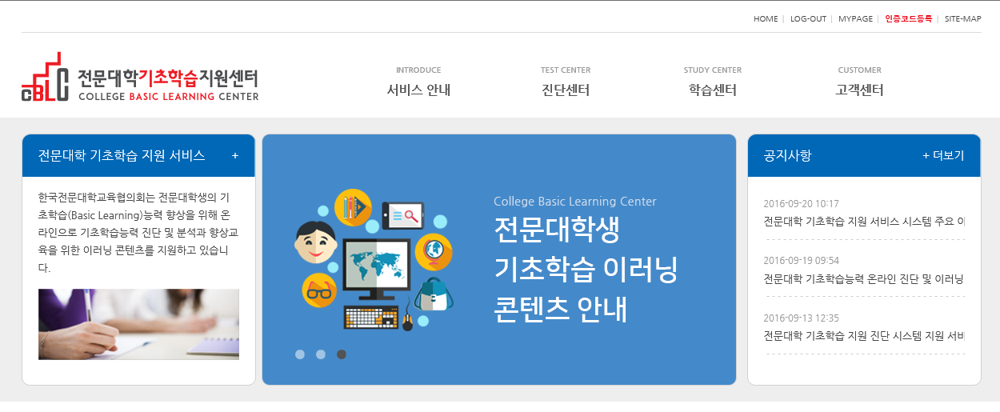 HOME | LOG-OUT | MYPAGE | 인증코드등록 | SITE-MAP
CBLC
전문대학기초학습지원센터
COLLEGE BASIC LEARNING CENTER
INTRODUCE
서비스 안내
TEST CENTER
진단센터
STUDY CENTER
학습센터
CUSTOMER
고객센터
전문대학 기초학습 지원 서비스 +
한국전문대학교육협의회는 전문대학생의 기
초학습(Basic Learning)능력 향상을 위해 온
라인으로 기초학습능력 진단 및 분석과 향상교
육을 위한 이러닝 콘텐츠를 지원하고 있습니
다.
College Basic Learning Center
전문대학생
기초학습 이러닝
콘텐츠 안내
공지사항 + 더보기
2016-09-20 10:17
전문대학 기초학습 지원 서비스 시스템 주요
2016-09-19 09:54
전문대학 기초학습능력 온라인 진단 및 이러닝
2016-09-13 12:35
전문대학 기초학습 지원 진단 시스템 지원